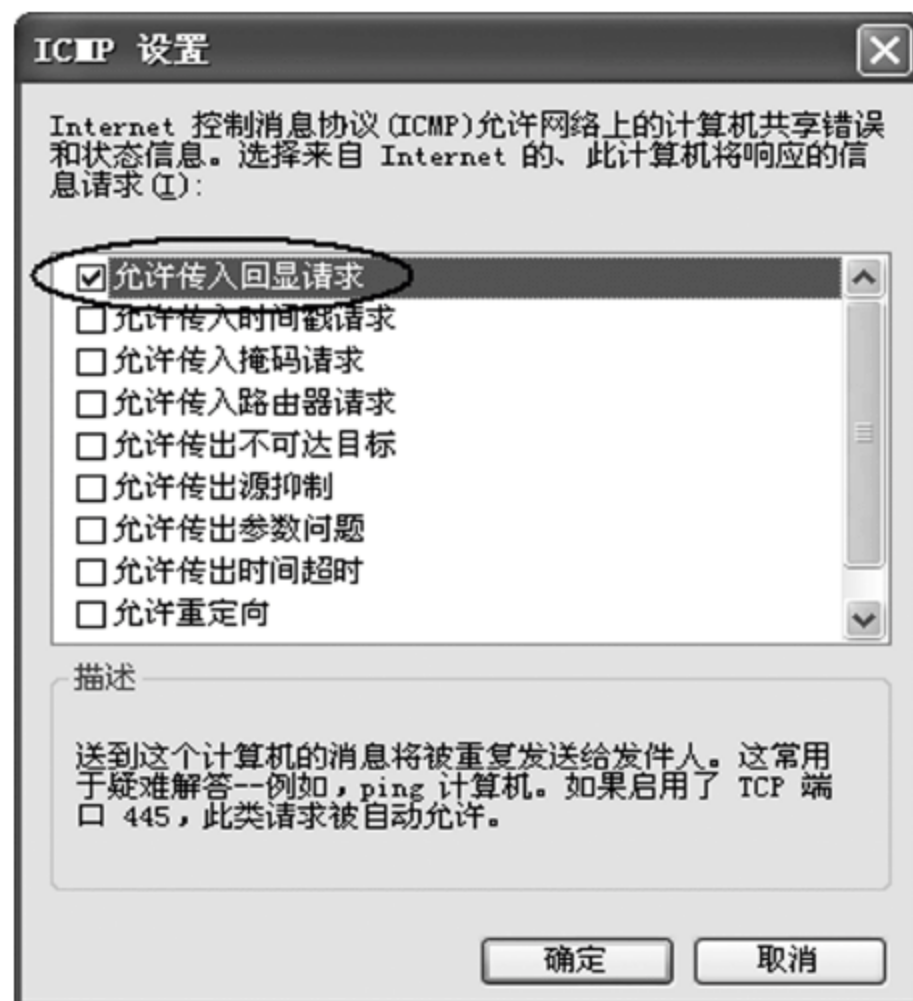 ICMP 设置
Internet 控制消息协议(ICMP)允许网络上的计算机共享错误
和状态信息。选择来自 Internet 的、此计算机将响应的信
息请求(I):
允许传入回显请求
允许传入时间戳请求
允许传入掩码请求
允许传入路由器请求
允许传出不可达目标
允许传出源抑制
允许传出参数问题
允许传出时间超时
允许重定向
描述
送到这个计算机的消息将被重复发送给发件人。这常用
于疑难解答--例如，ping 计算机。如果启用了 TCP 端
口 445，此类请求被自动允许。
确定
取消